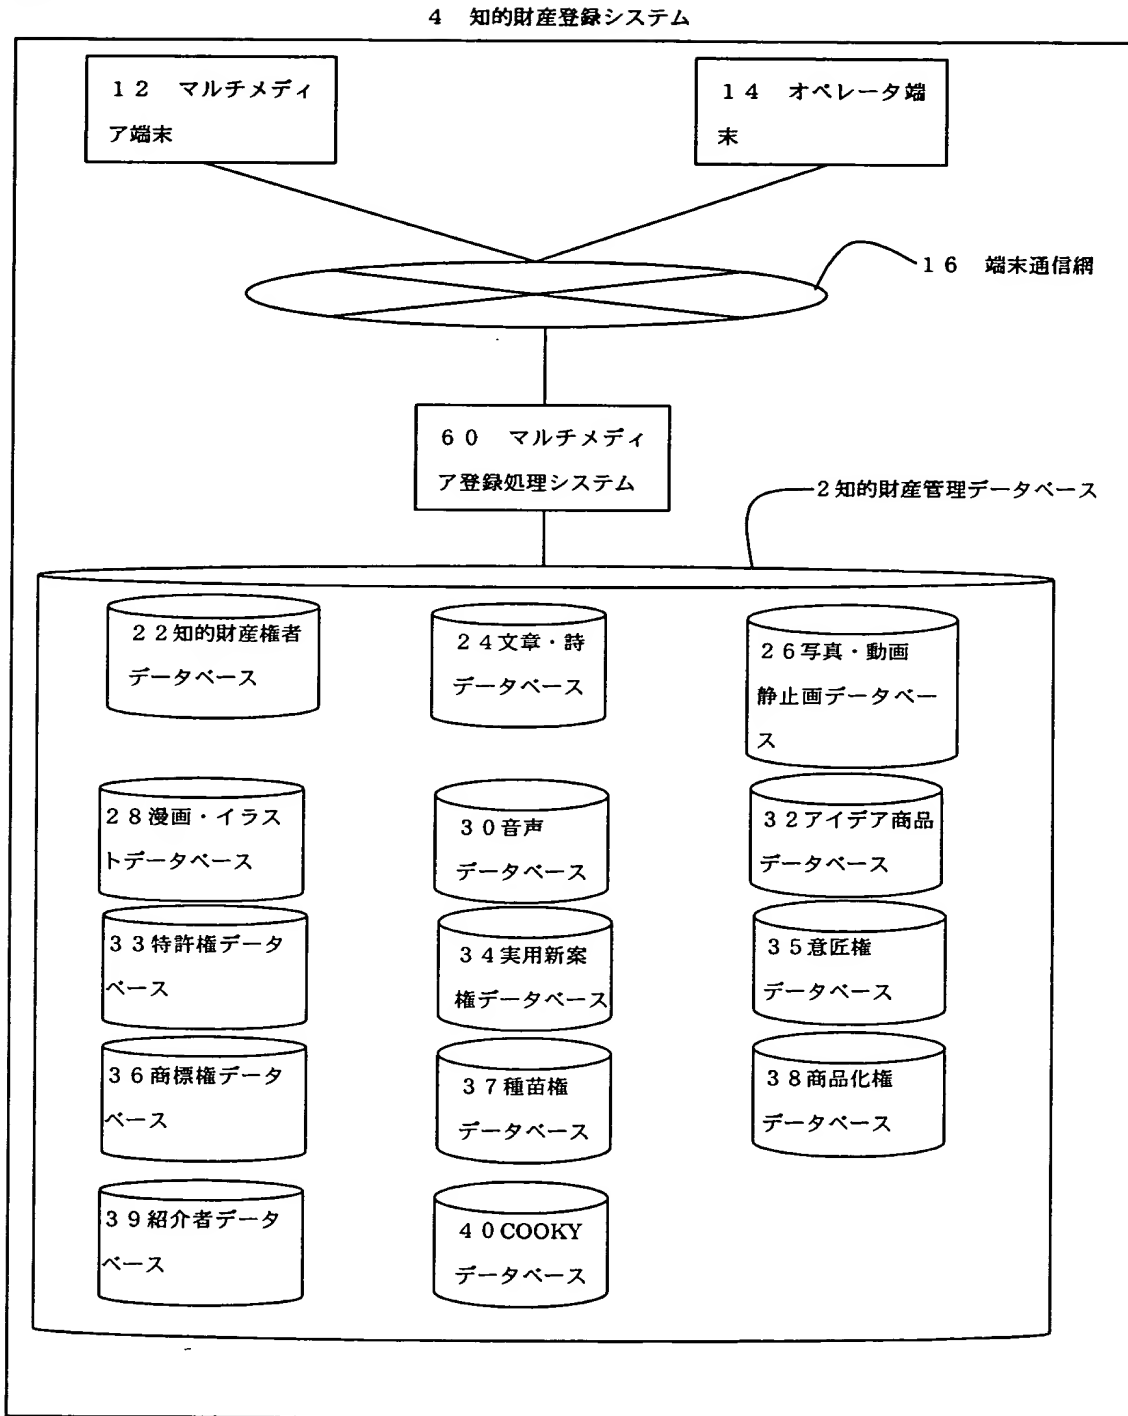 ４　知的財産登録システム
１２　マルチメディ
ア端末
１４　オペレータ端
末
１６　端末通信網
６０　マルチメディ
ア登録処理システム
２知的財産管理データベース
２２知的財産権者
データベース
２４文章・詩
データベース
２６写真・動画
静止画データベー
ス
２８漫画・イラス
トデータベース
３０音声
データベース
３２アイデア商品
データベース
３３特許権データ
ベース
３４実用新案
権データベース
３５意匠権
データベース
３６商標権データ
ベース
３７種苗権
データベース
３８商品化権
データベース
３９紹介者データ
ベース
４０COOKY
データベース